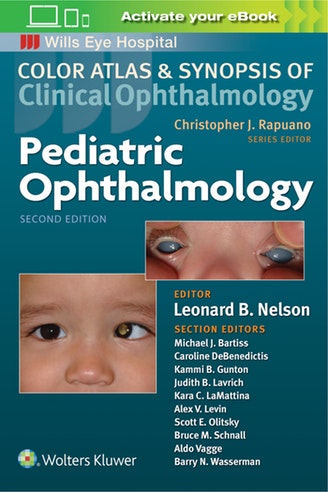 Activate your eBook
Wills Eye Hospital
COLOR ATLAS & SYNOPSIS OF
Clinical Ophthalmology
Christopher J. Rapuano
SERIES EDITOR
Pediatric
Ophthalmology
SECOND EDITION
EDITOR
Leonard B. Nelson
SECTION EDITORS
Michael J. Bartiss
Caroline DeBenedictis
Kammi B. Gunton
Judith B. Lavrich
Kara C. LaMattina
Alex V. Levin
Scott E. Olitsky
Bruce M. Schnall
Aldo Vagge
Barry N. Wasserman
Wolters Kluwer